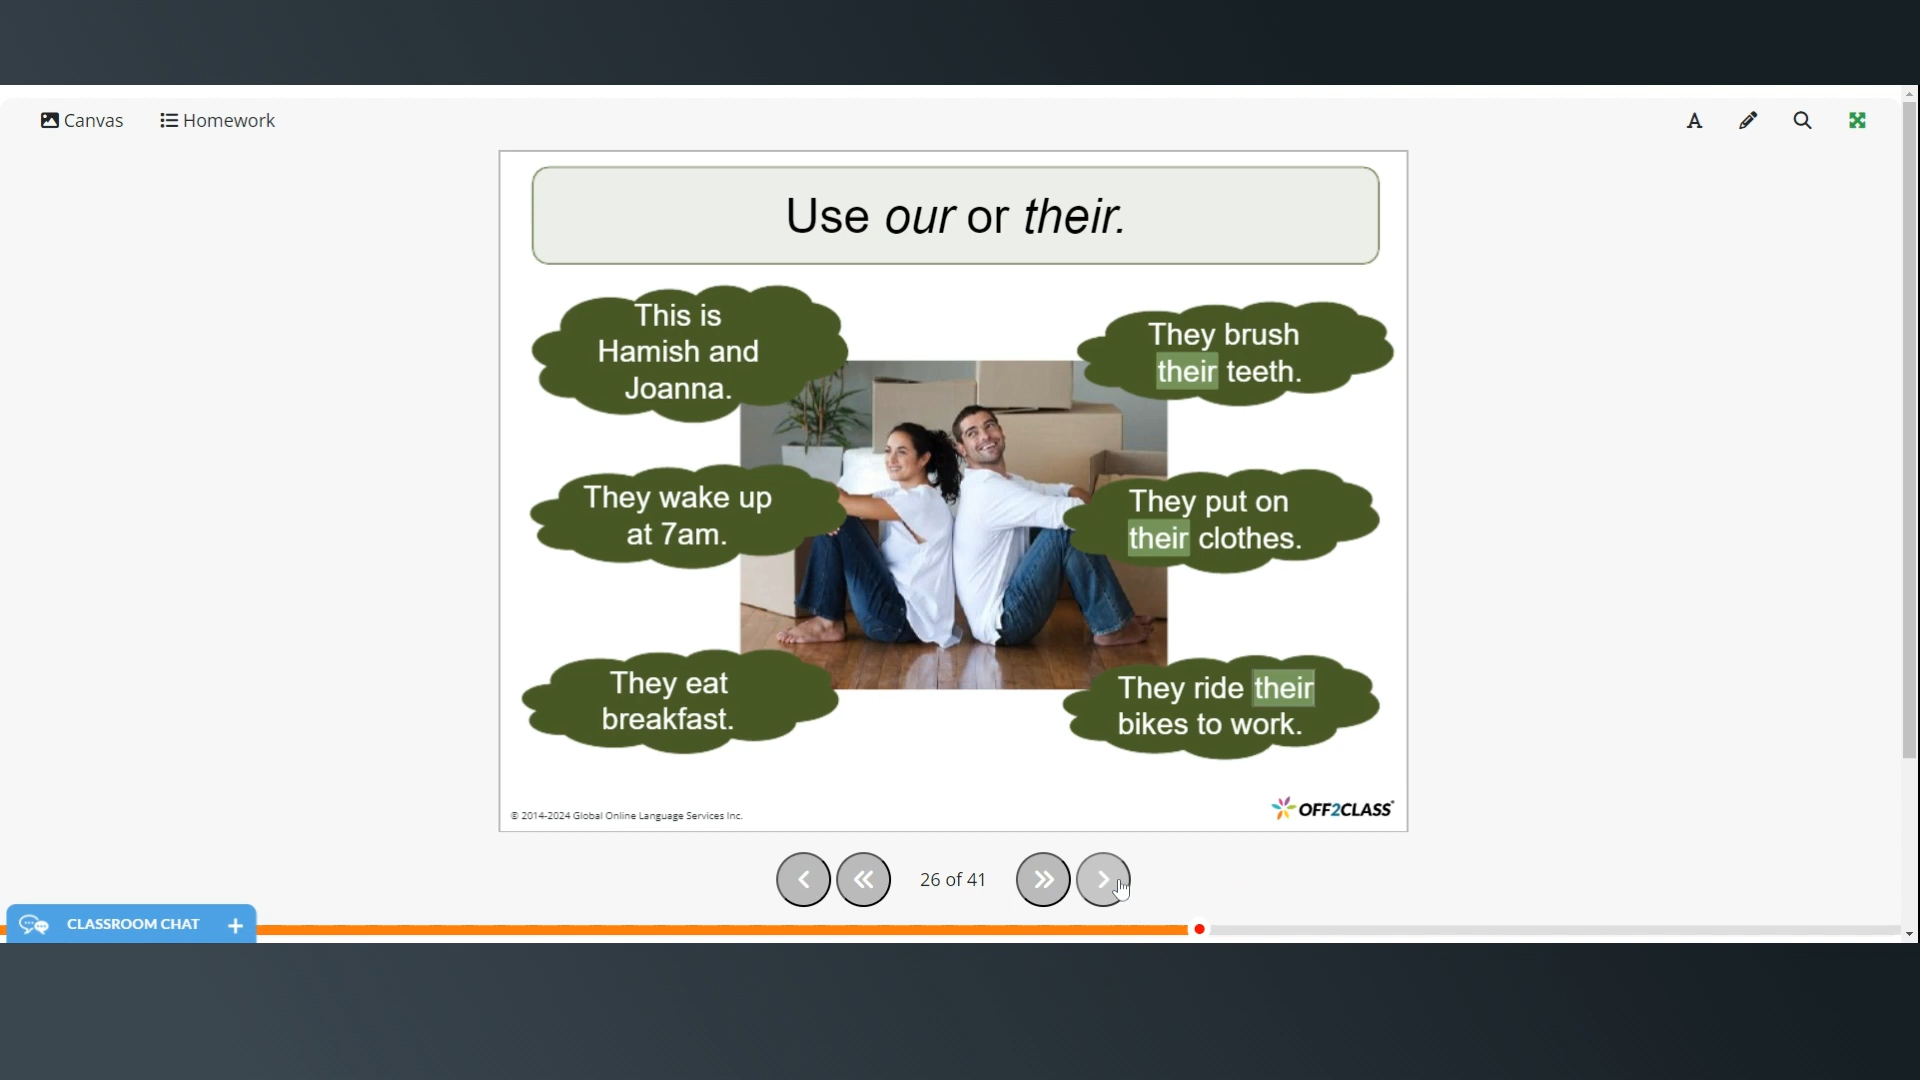 Canvas
Homework
A
Use our or their.
This is
Hamish and
Joanna.
They brush
their teeth.
They wake up
at 7am.
They put on
their clothes.
They eat
breakfast.
They ride their
bikes to work.
© 2014-2024 Global Online Language Services Inc.
OFF2CLASS
26 of 41
CLASSROOM CHAT +